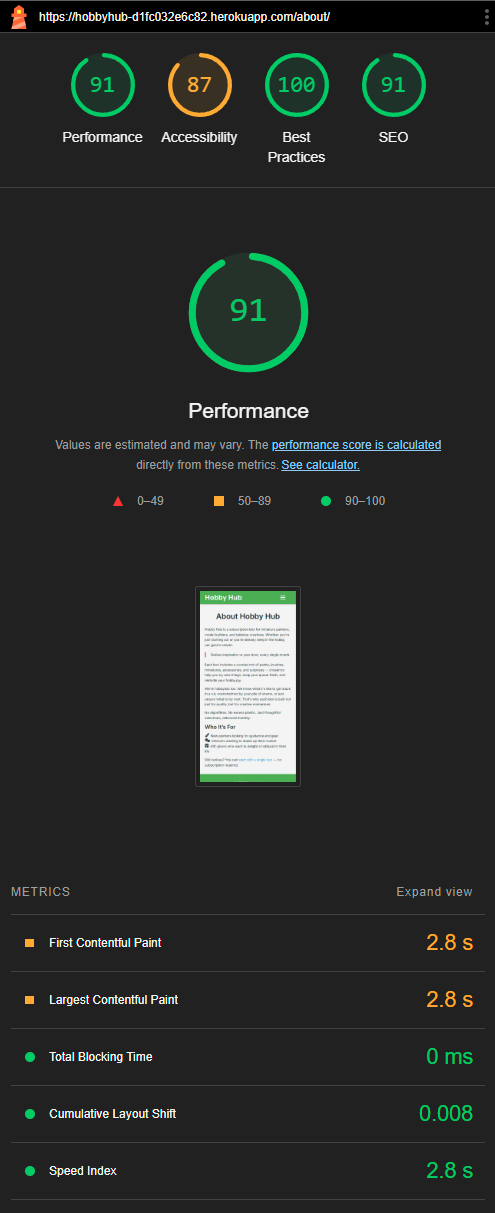 https://hobbyhub-d1fc032e6c82.herokuapp.com/about/
91 87 100 91
Performance Accessibility Best Practices SEO
91
Performance
Values are estimated and may vary. The performance score is calculated
directly from these metrics. See calculator.
0–49 50–89 90–100
Hobby Hub
About Hobby Hub
Who It's For
METRICS Expand view
First Contentful Paint 2.8 s
Largest Contentful Paint 2.8 s
Total Blocking Time 0 ms
Cumulative Layout Shift 0.008
Speed Index 2.8 s